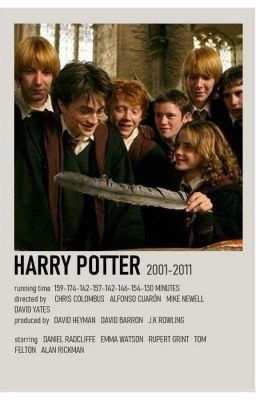 HARRY POTTER 2001-2011
running time 159-174-142-157-142-146-154-130 MINUTES
directed by CHRIS COLOMBUS ALFONSO CUARÓN MIKE NEWELL
DAVID YATES
produced by DAVID HEYMAN DAVID BARRON J.K ROWLING
starring DANIEL RADCLIFFE EMMA WATSON RUPERT GRINT TOM
FELTON ALAN RICKMAN